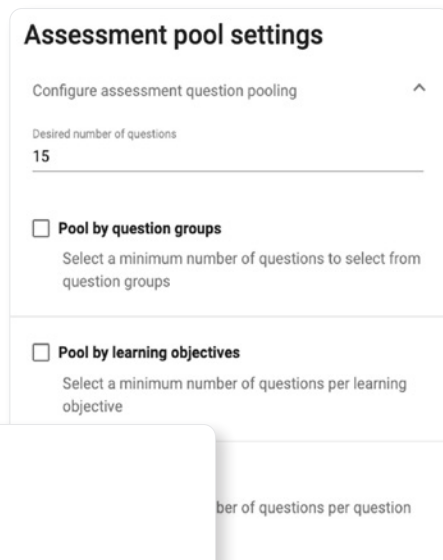 Assessment pool settings
Configure assessment question pooling
Desired number of questions
15
Pool by question groups
Select a minimum number of questions to select from
question groups
Pool by learning objectives
Select a minimum number of questions per learning
objective
of questions per question